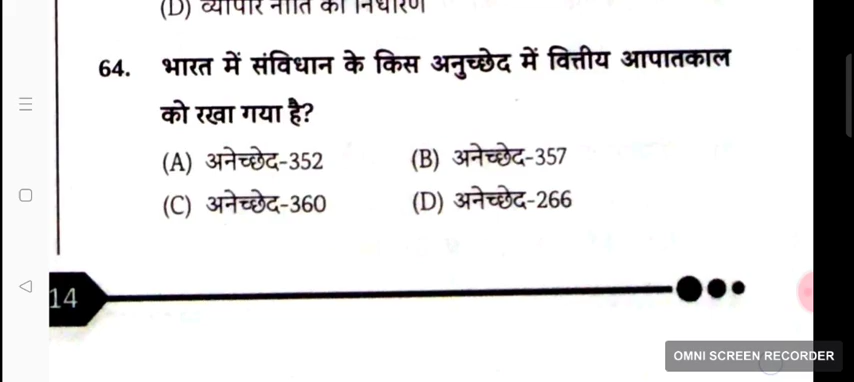 (D) व्यापार नीति का निर्धारण
64. भारत में संविधान के किस अनुच्छेद में वित्तीय आपातकाल
को रखा गया है?
(A) अनेच्छेद-352 (B) अनेच्छेद-357
(C) अनेच्छेद-360 (D) अनेच्छेद-266
14
OMNI SCREEN RECORDER